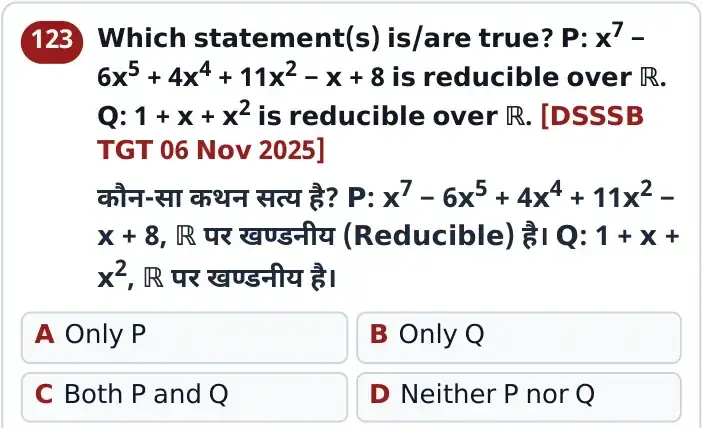 123 Which statement(s) is/are true? P: x⁷ –
6x⁵ + 4x⁴ + 11x² – x + 8 is reducible over ℝ.
Q: 1 + x + x² is reducible over ℝ. [DSSSB
TGT 06 Nov 2025]
कौन-सा कथन सत्य है? P: x⁷ – 6x⁵ + 4x⁴ + 11x² –
x + 8, ℝ पर खण्डनीय (Reducible) है। Q: 1 + x +
x², ℝ पर खण्डनीय है।
A Only P
B Only Q
C Both P and Q
D Neither P nor Q